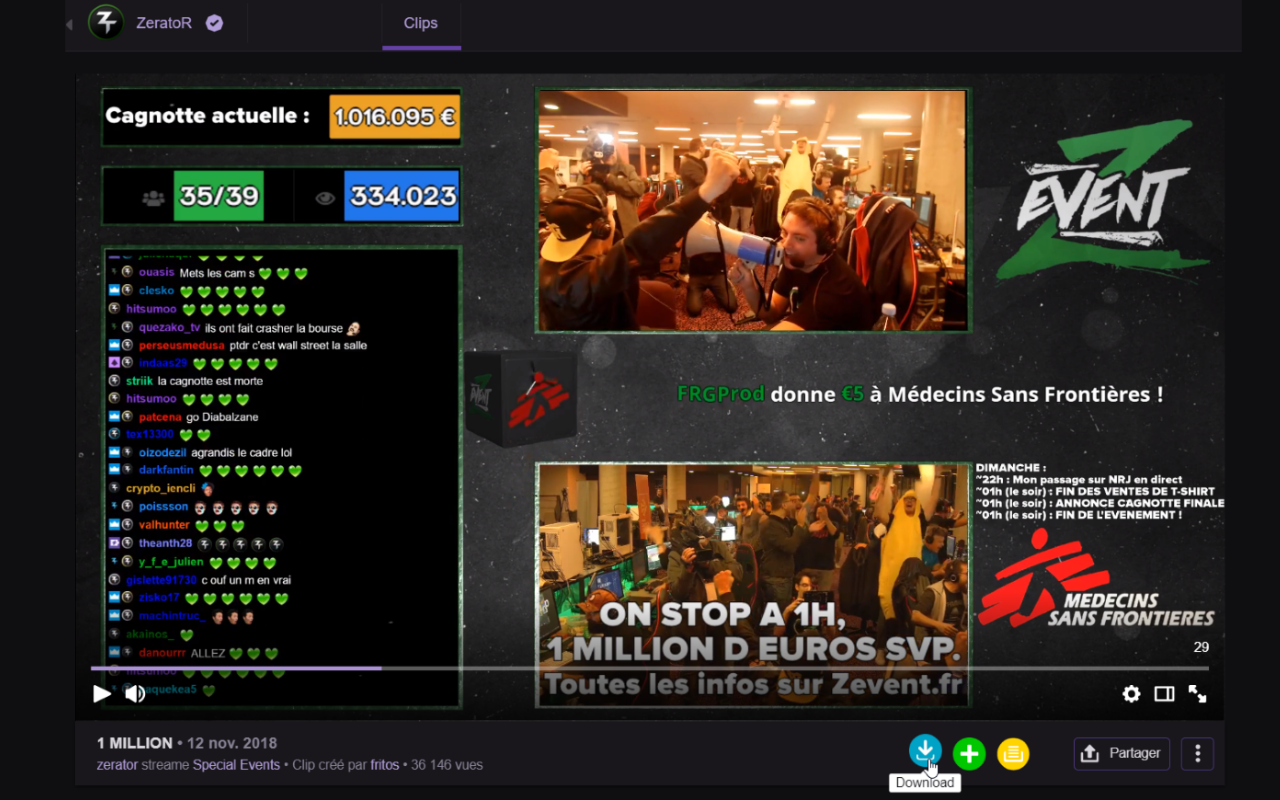 ZeratoR
Clips
Cagnotte actuelle :
1.016.095 €
35/39
334.023
ouasis Mets les cam s
clesko
hitsumoo
quezako_tv ils ont fait crasher la bourse
perseusmedusa ptdr c'est wall street la salle
indaas29
striik la cagnotte est morte
hitsumoo
patcena go Diabalzane
tox13300
oizodezil agrandis le cadre lol
darkfantin
crypto_iencli
poissson
valhunter
theanth28
y_f_e_julien
gislette91730 c ouf un m en vrai
zisko17
machintruc_
akainos_
danourrr ALLEZ
hitsumoo
Z
EVENT
EVENT
FRGProd donne €5 à Médecins Sans Frontières !
ON STOP A 1H,
1 MILLION D EUROS SVP.
Toutes les infos sur Zevent.fr
DIMANCHE :
~22h : Mon passage sur NRJ en direct
~01h (le soir) : FIN DES VENTES DE T-SHIRT
~01h (le soir) : ANNONCE CAGNOTTE FINALE
~01h (le soir) : FIN DE L'EVENEMENT !
MEDECINS
SANS FRONTIERES
29
1 MILLION • 12 nov. 2018
zerator streame Special Events • Clip créé par fritos • 36 146 vues
Download
Partager